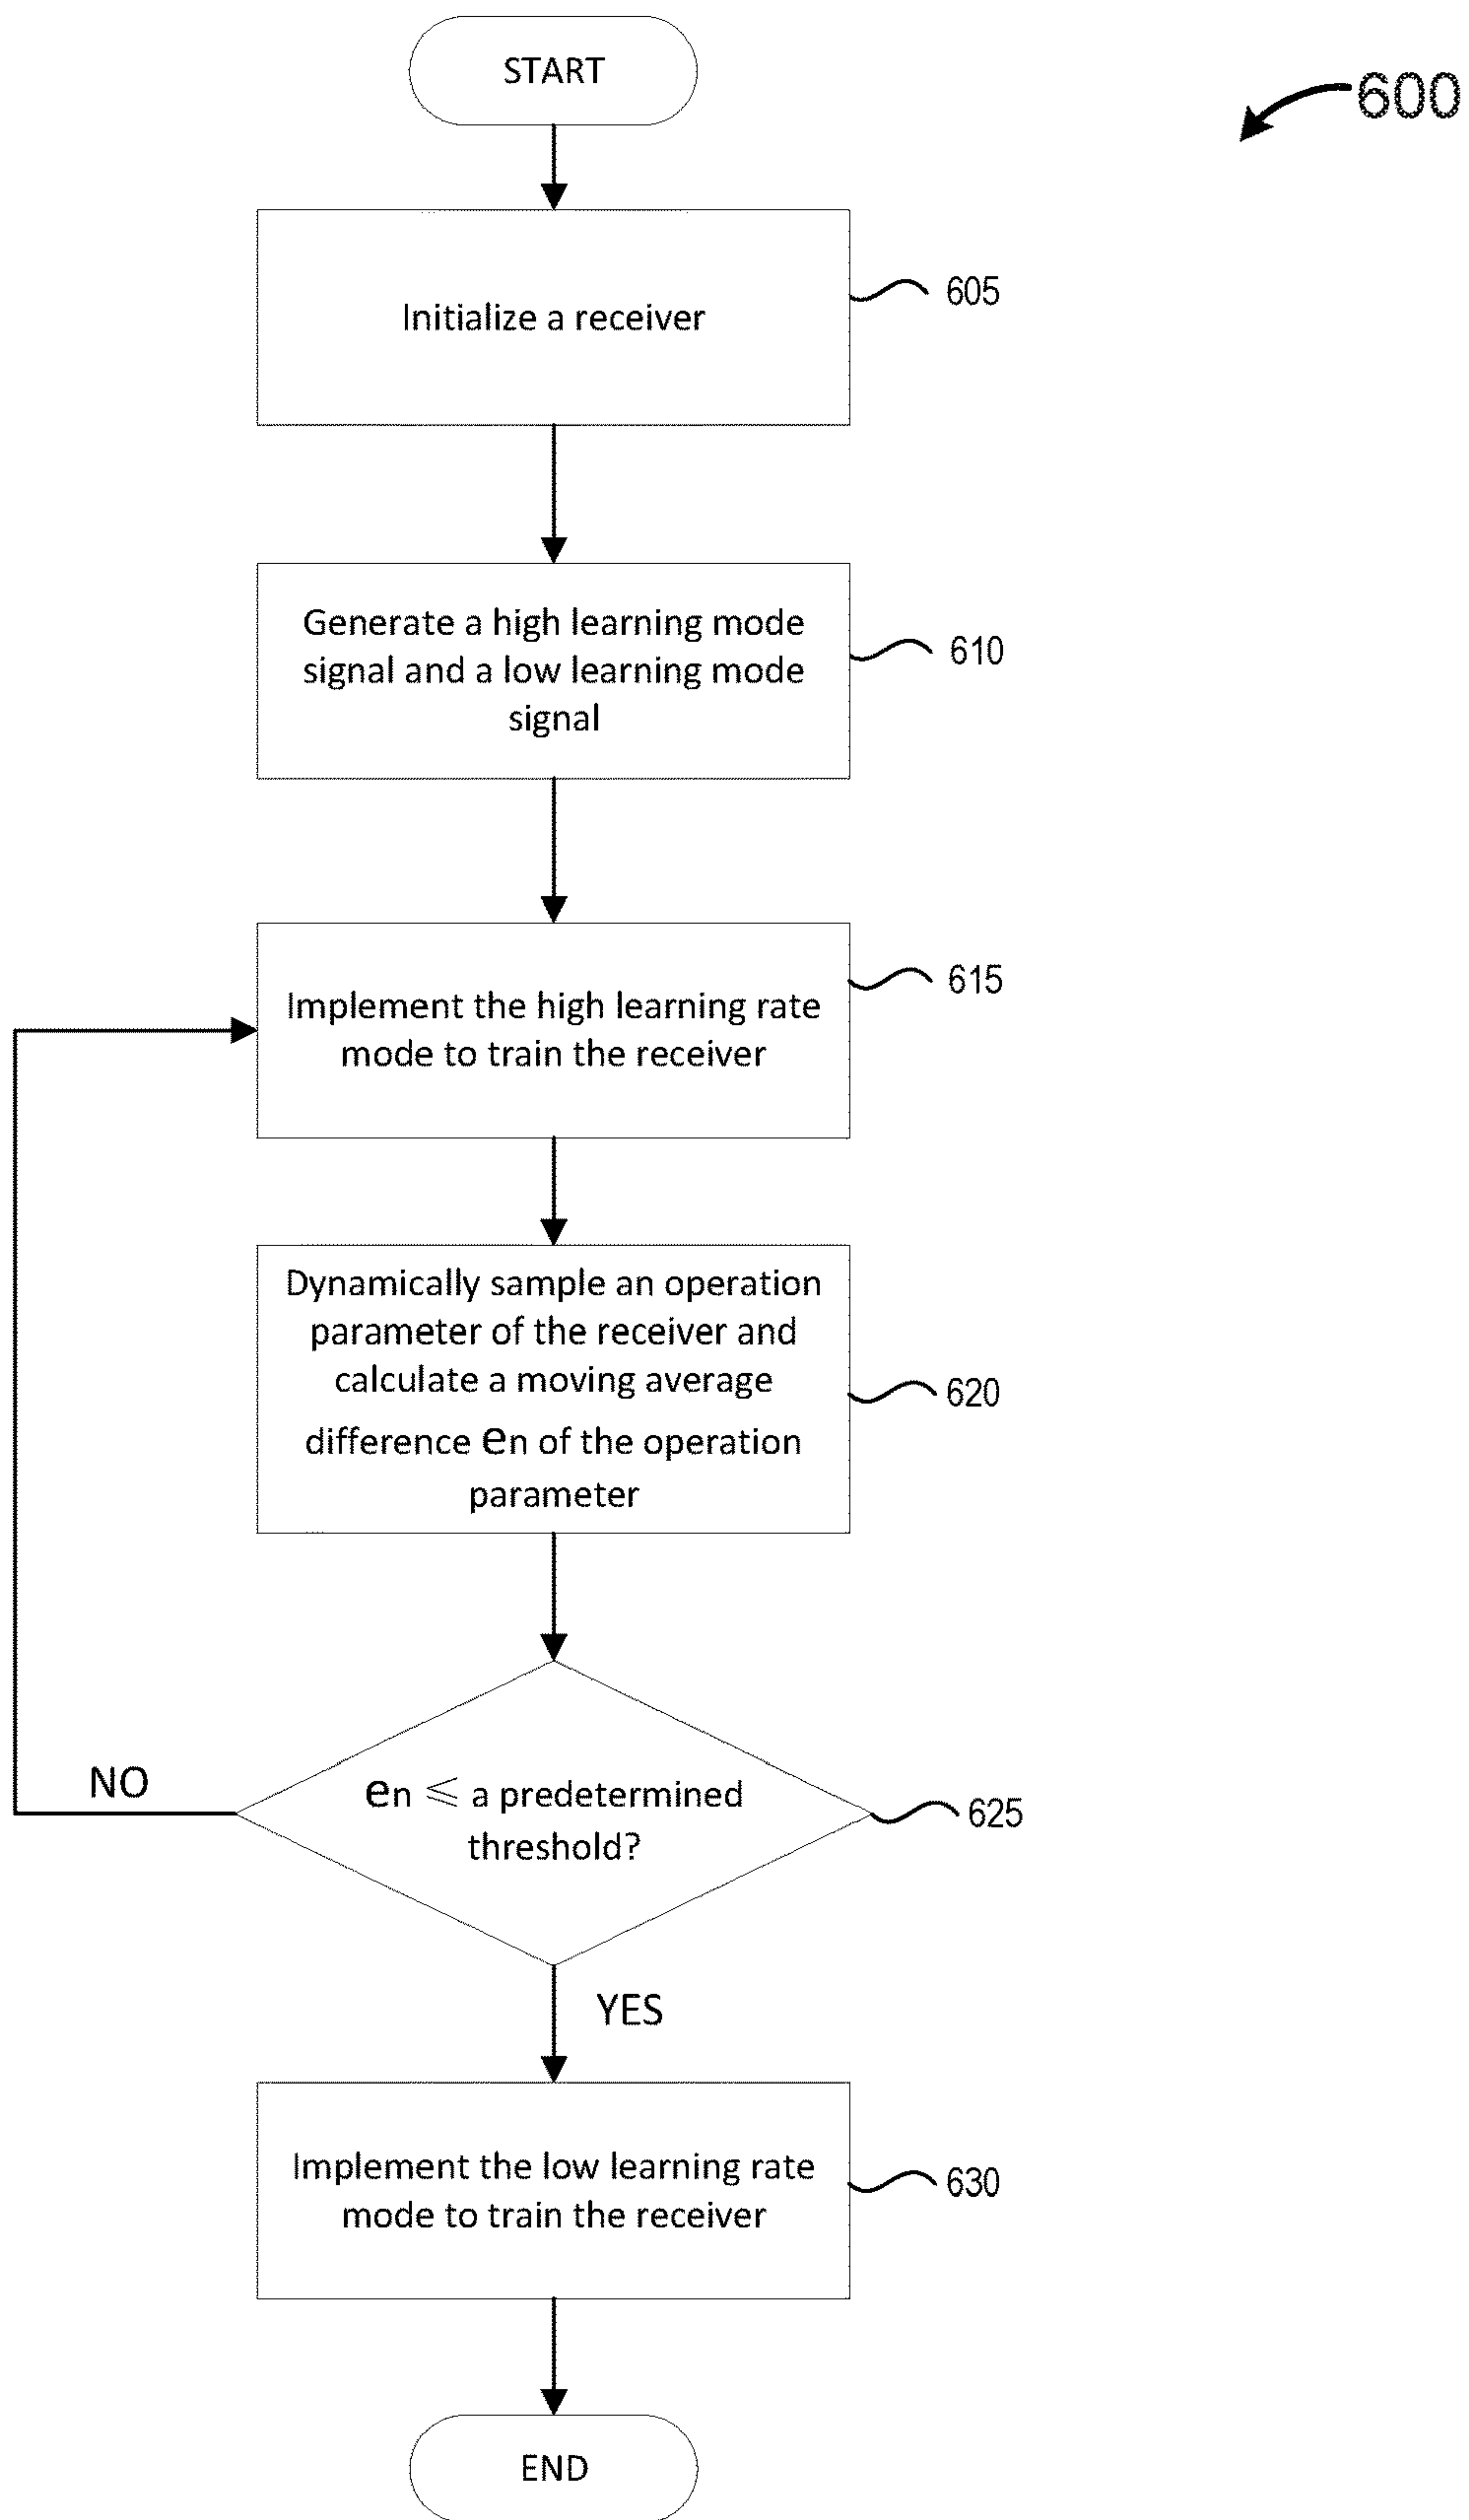 START
600
Initialize a receiver
605
Generate a high learning mode
signal and a low learning mode
signal
610
Implement the high learning rate
mode to train the receiver
615
Dynamically sample an operation
parameter of the receiver and
calculate a moving average
difference en of the operation
parameter
620
en ≤ a predetermined
threshold?
625
NO
YES
Implement the low learning rate
mode to train the receiver
630
END